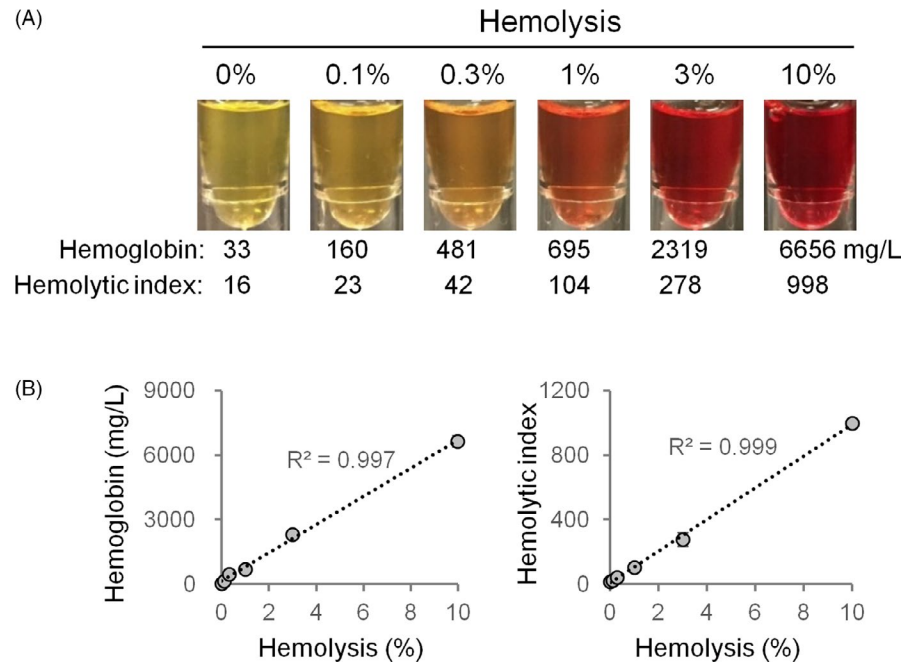 (A)
Hemolysis
0% 0.1% 0.3% 1% 3% 10%
Hemoglobin: 33 160 481 695 2319 6656 mg/L
Hemolytic index: 16 23 42 104 278 998
(B)
Hemoglobin (mg/L)
9000
6000
3000
0
R² = 0.997
0 2 4 6 8 10
Hemolysis (%)
Hemolytic index
1200
800
400
0
R² = 0.999
0 2 4 6 8 10
Hemolysis (%)